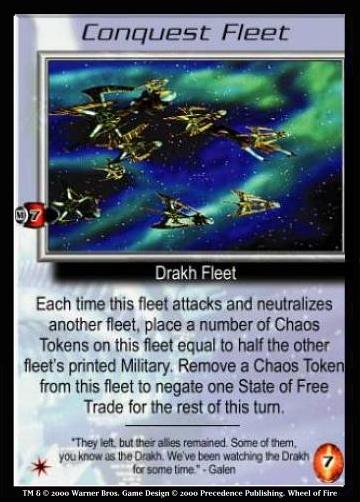 Conquest Fleet
7
Drakh Fleet
Each time this fleet attacks and neutralizes
another fleet, place a number of Chaos
Tokens on this fleet equal to half the other
fleet's printed Military. Remove a Chaos Token
from this fleet to negate one State of Free
Trade for the rest of this turn.
"They left, but their allies remained. Some of them,
you know as the Drakh. We've been watching the Drakh
for some time." - Galen
7
TM & © 2000 Warner Bros. Game Design © 2000 Precedence Publishing. Wheel of Fire